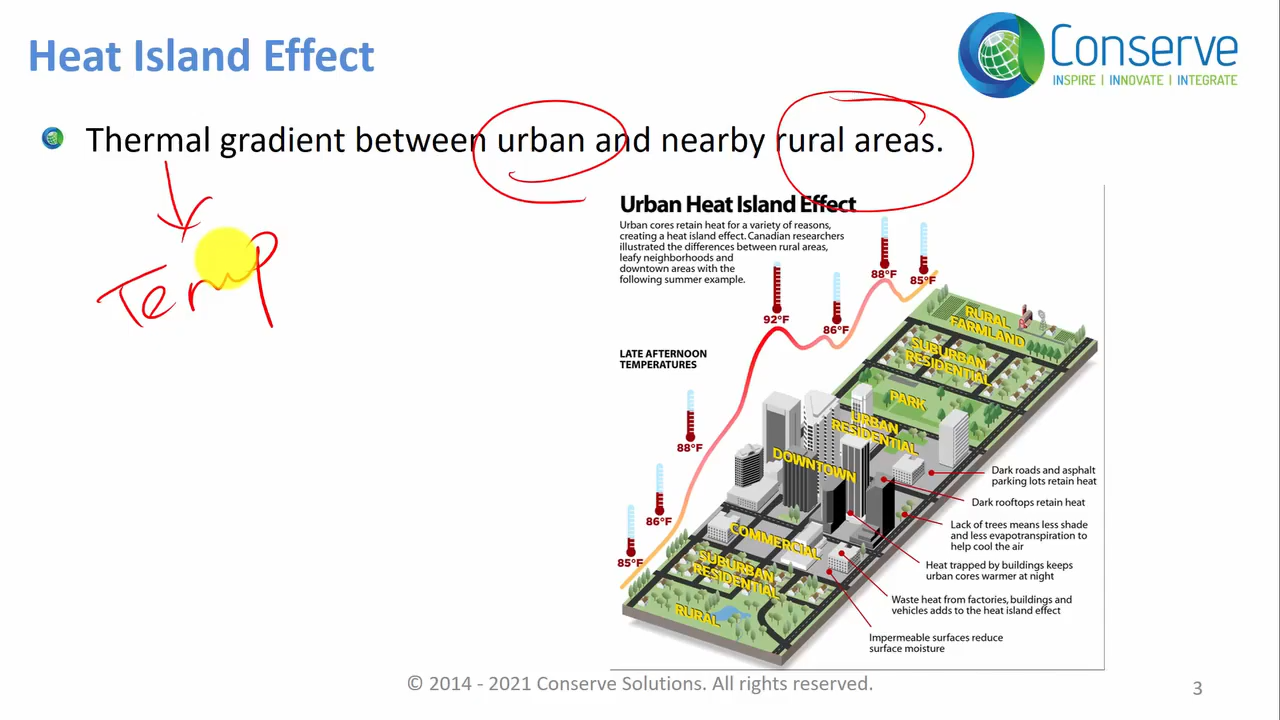 Heat Island Effect
Conserve
INSPIRE | INNOVATE | INTEGRATE
Thermal gradient between urban and nearby rural areas.
Temp
Urban Heat Island Effect
Urban cores retain heat for a variety of reasons,
creating a heat island effect. Canadian researchers
illustrated the differences between rural areas,
leafy neighborhoods and
downtown areas with the
following summer example.
88°F
85°F
92°F
86°F
LATE AFTERNOON
TEMPERATURES
88°F
86°F
85°F
RURAL
FARMLAND
SUBURBAN
RESIDENTIAL
PARK
URBAN
RESIDENTIAL
DOWNTOWN
COMMERCIAL
SUBURBAN
RESIDENTIAL
RURAL
Dark roads and asphalt
parking lots retain heat
Dark rooftops retain heat
Lack of trees means less shade
and less evapotranspiration to
help cool the air
Heat trapped by buildings keeps
urban cores warmer at night
Waste heat from factories, buildings and
vehicles adds to the heat island effect
Impermeable surfaces reduce
surface moisture
© 2014 - 2021 Conserve Solutions. All rights reserved.
3